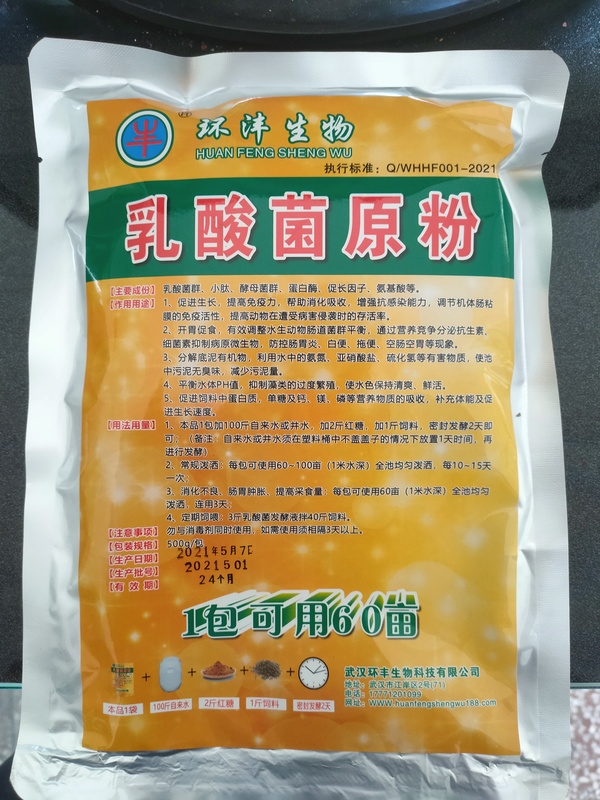 丰
环沣生物
HUAN FENG SHENG WU
执行标准：Q/WHHF001-2021
乳酸菌原粉
【主要成份】乳酸菌群、小肽、酵母菌群、蛋白酶、促长因子、氨基酸等。
【作用用途】1、促进生长，提高免疫力，帮助消化吸收，增强抗感染能力，调节机体肠粘
膜的免疫活性，提高动物在遭受病害侵袭时的存活率。
2、开胃促食、有效调整水生动物肠道菌群平衡，通过营养竞争分泌抗生素、
细菌素抑制病原微生物，防控肠胃炎、白便、拖便、空肠空胃等现象。
3、分解底泥有机物，利用水中的氨氮、亚硝酸盐、硫化氢等有害物质，使池
中污泥无臭味，减少污泥量。
4、平衡水体PH值，抑制藻类的过度繁殖，使水色保持清爽、鲜活。
5、促进饲料中蛋白质，单糖及钙、镁、磷等营养物质的吸收，补充体能及促
进生长速度。
【用法用量】1、本品1包加100斤自来水或井水，加2斤红糖，加1斤饲料，密封发酵2天即
可；（备注：自来水或井水须在塑料桶中不盖盖子的情况下放置1天时间，再
进行发酵）
2、常规泼洒：每包可使用60~100亩（1米水深）全池均匀泼洒，每10~15天
一次；
3、消化不良、肠胃肿胀、提高采食量：每包可使用60亩（1米水深）全池均匀
泼洒，连用3天；
4、定期饲喂：3斤乳酸菌发酵液拌40斤饲料。
【注意事项】勿与消毒剂同时使用，如需使用须相隔3天以上。
【包装规格】500g/包
【生产日期】2021年5月7日
【生产批号】2021501
【有 效 期】24个月
1包可用60亩
本品1袋 + 100斤自来水 + 2斤红糖 + 1斤饲料 + 密封发酵2天
武汉环丰生物科技有限公司
地址：武汉市江岸区2号(71)
电话：17771201099
网址：WWW.huanfengshengwu188.com